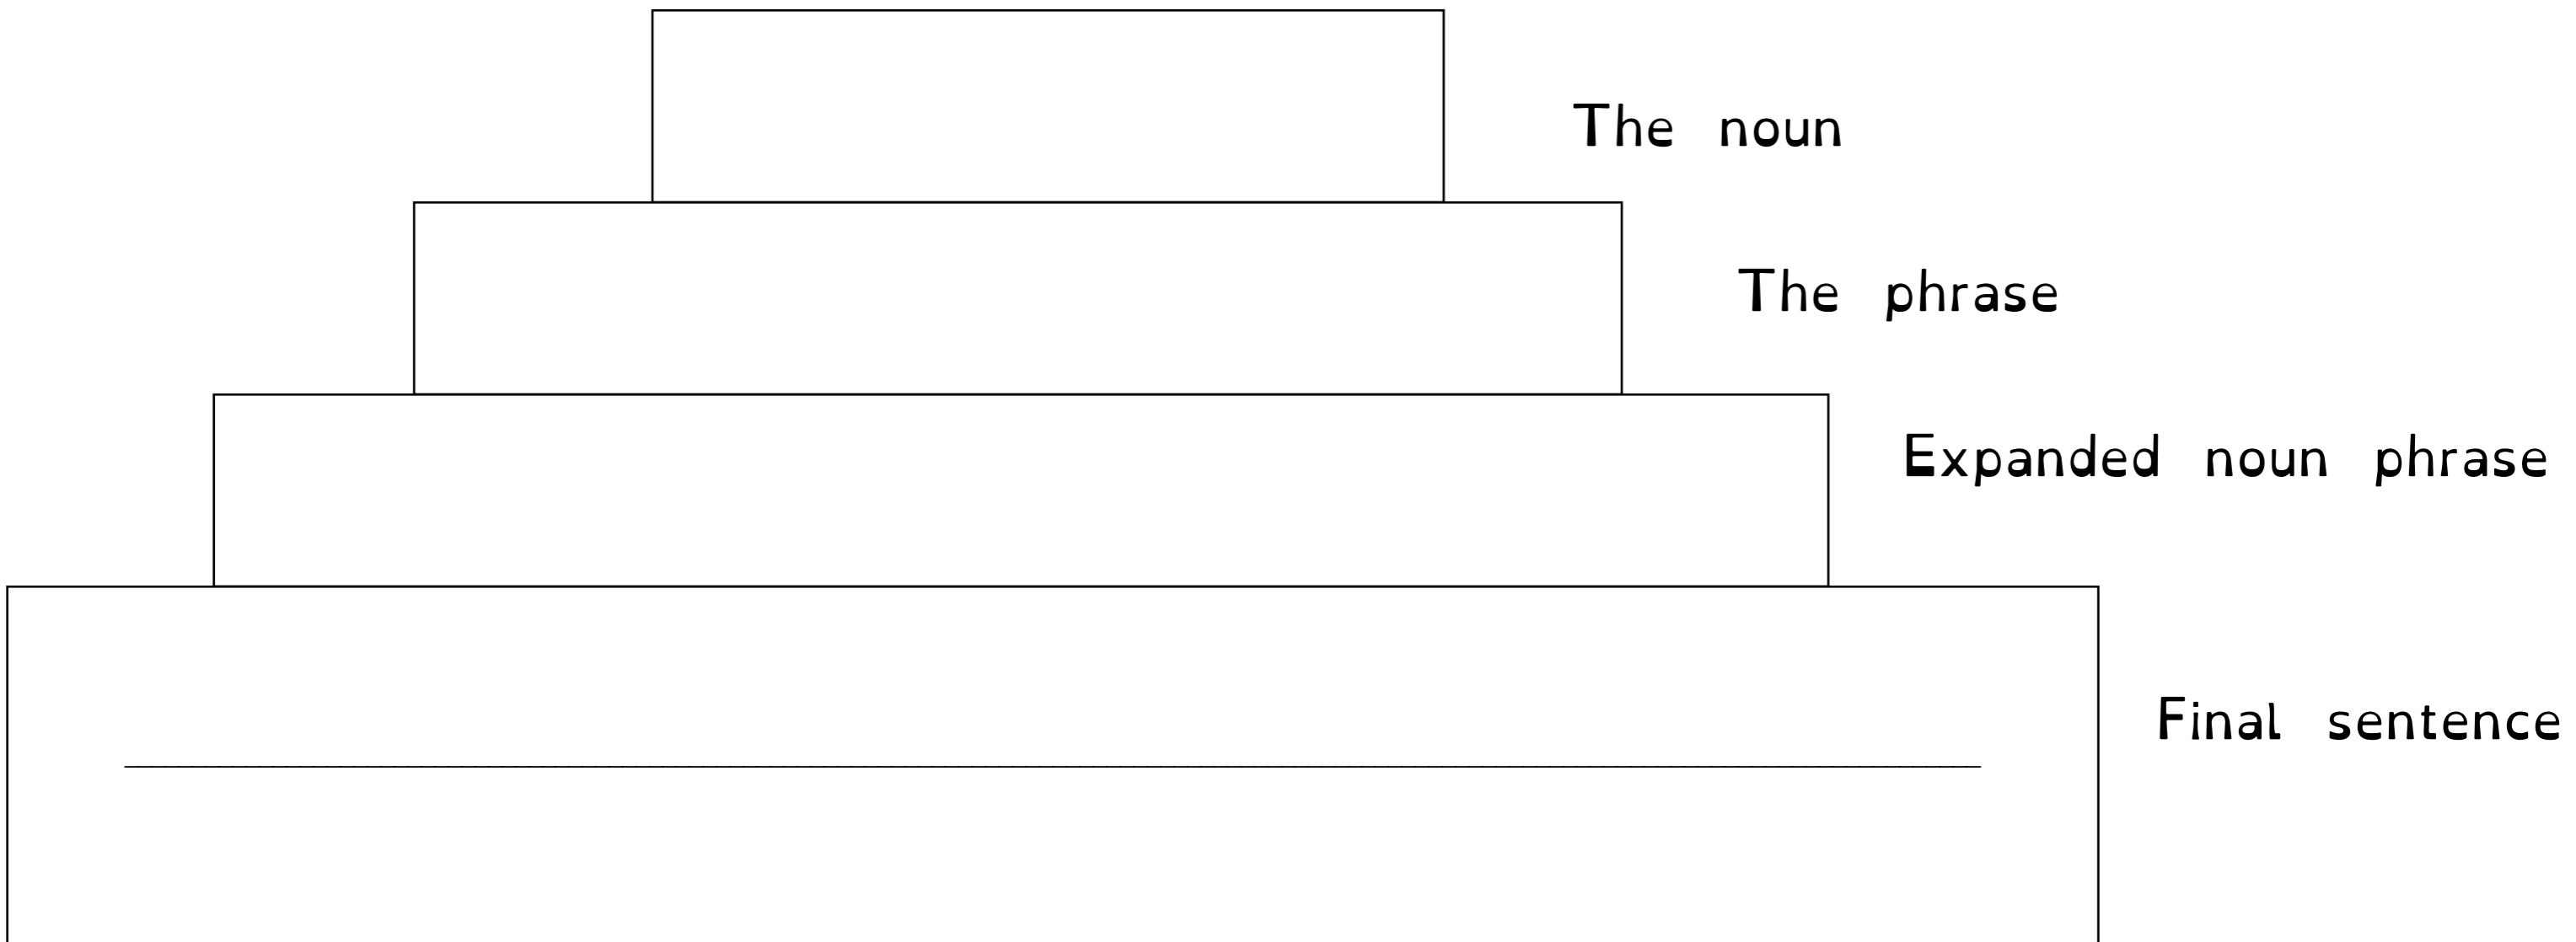 The noun
The phrase
Expanded noun phrase
Final sentence